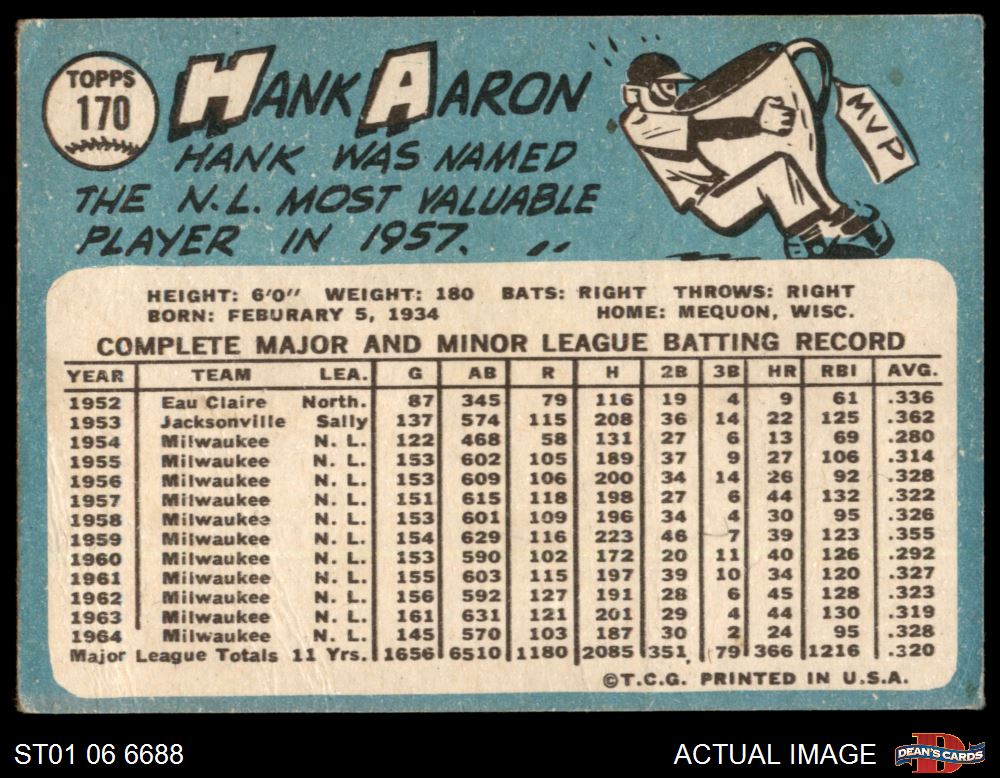 TOPPS
170
HANK AARON
HANK WAS NAMED
THE N.L. MOST VALUABLE
PLAYER IN 1957.
MVP
HEIGHT: 6'0" WEIGHT: 180 BATS: RIGHT THROWS: RIGHT
BORN: FEBURARY 5, 1934 HOME: MEQUON, WISC.
COMPLETE MAJOR AND MINOR LEAGUE BATTING RECORD
YEAR TEAM LEA. G AB R H 2B 3B HR RBI AVG.
1952 Eau Claire North. 87 345 79 116 19 4 9 61 .336
1953 Jacksonville Sally 137 574 115 208 36 14 22 125 .362
1954 Milwaukee N. L. 122 468 58 131 27 6 13 69 .280
1955 Milwaukee N. L. 153 602 105 189 37 9 27 106 .314
1956 Milwaukee N. L. 153 609 106 200 34 14 26 92 .328
1957 Milwaukee N. L. 151 615 118 198 27 6 44 132 .322
1958 Milwaukee N. L. 153 601 109 196 34 4 30 95 .326
1959 Milwaukee N. L. 154 629 116 223 46 7 39 123 .355
1960 Milwaukee N. L. 153 590 102 172 20 11 40 126 .292
1961 Milwaukee N. L. 155 603 115 197 39 10 34 120 .327
1962 Milwaukee N. L. 156 592 127 191 28 6 45 128 .323
1963 Milwaukee N. L. 161 631 121 201 29 4 44 130 .319
1964 Milwaukee N. L. 145 570 103 187 30 2 24 95 .328
Major League Totals 11 Yrs. 1656 6510 1180 2085 351 79 366 1216 .320
©T.C.G. PRINTED IN U.S.A.
ST01 06 6688 ACTUAL IMAGE DEAN'S CARDS